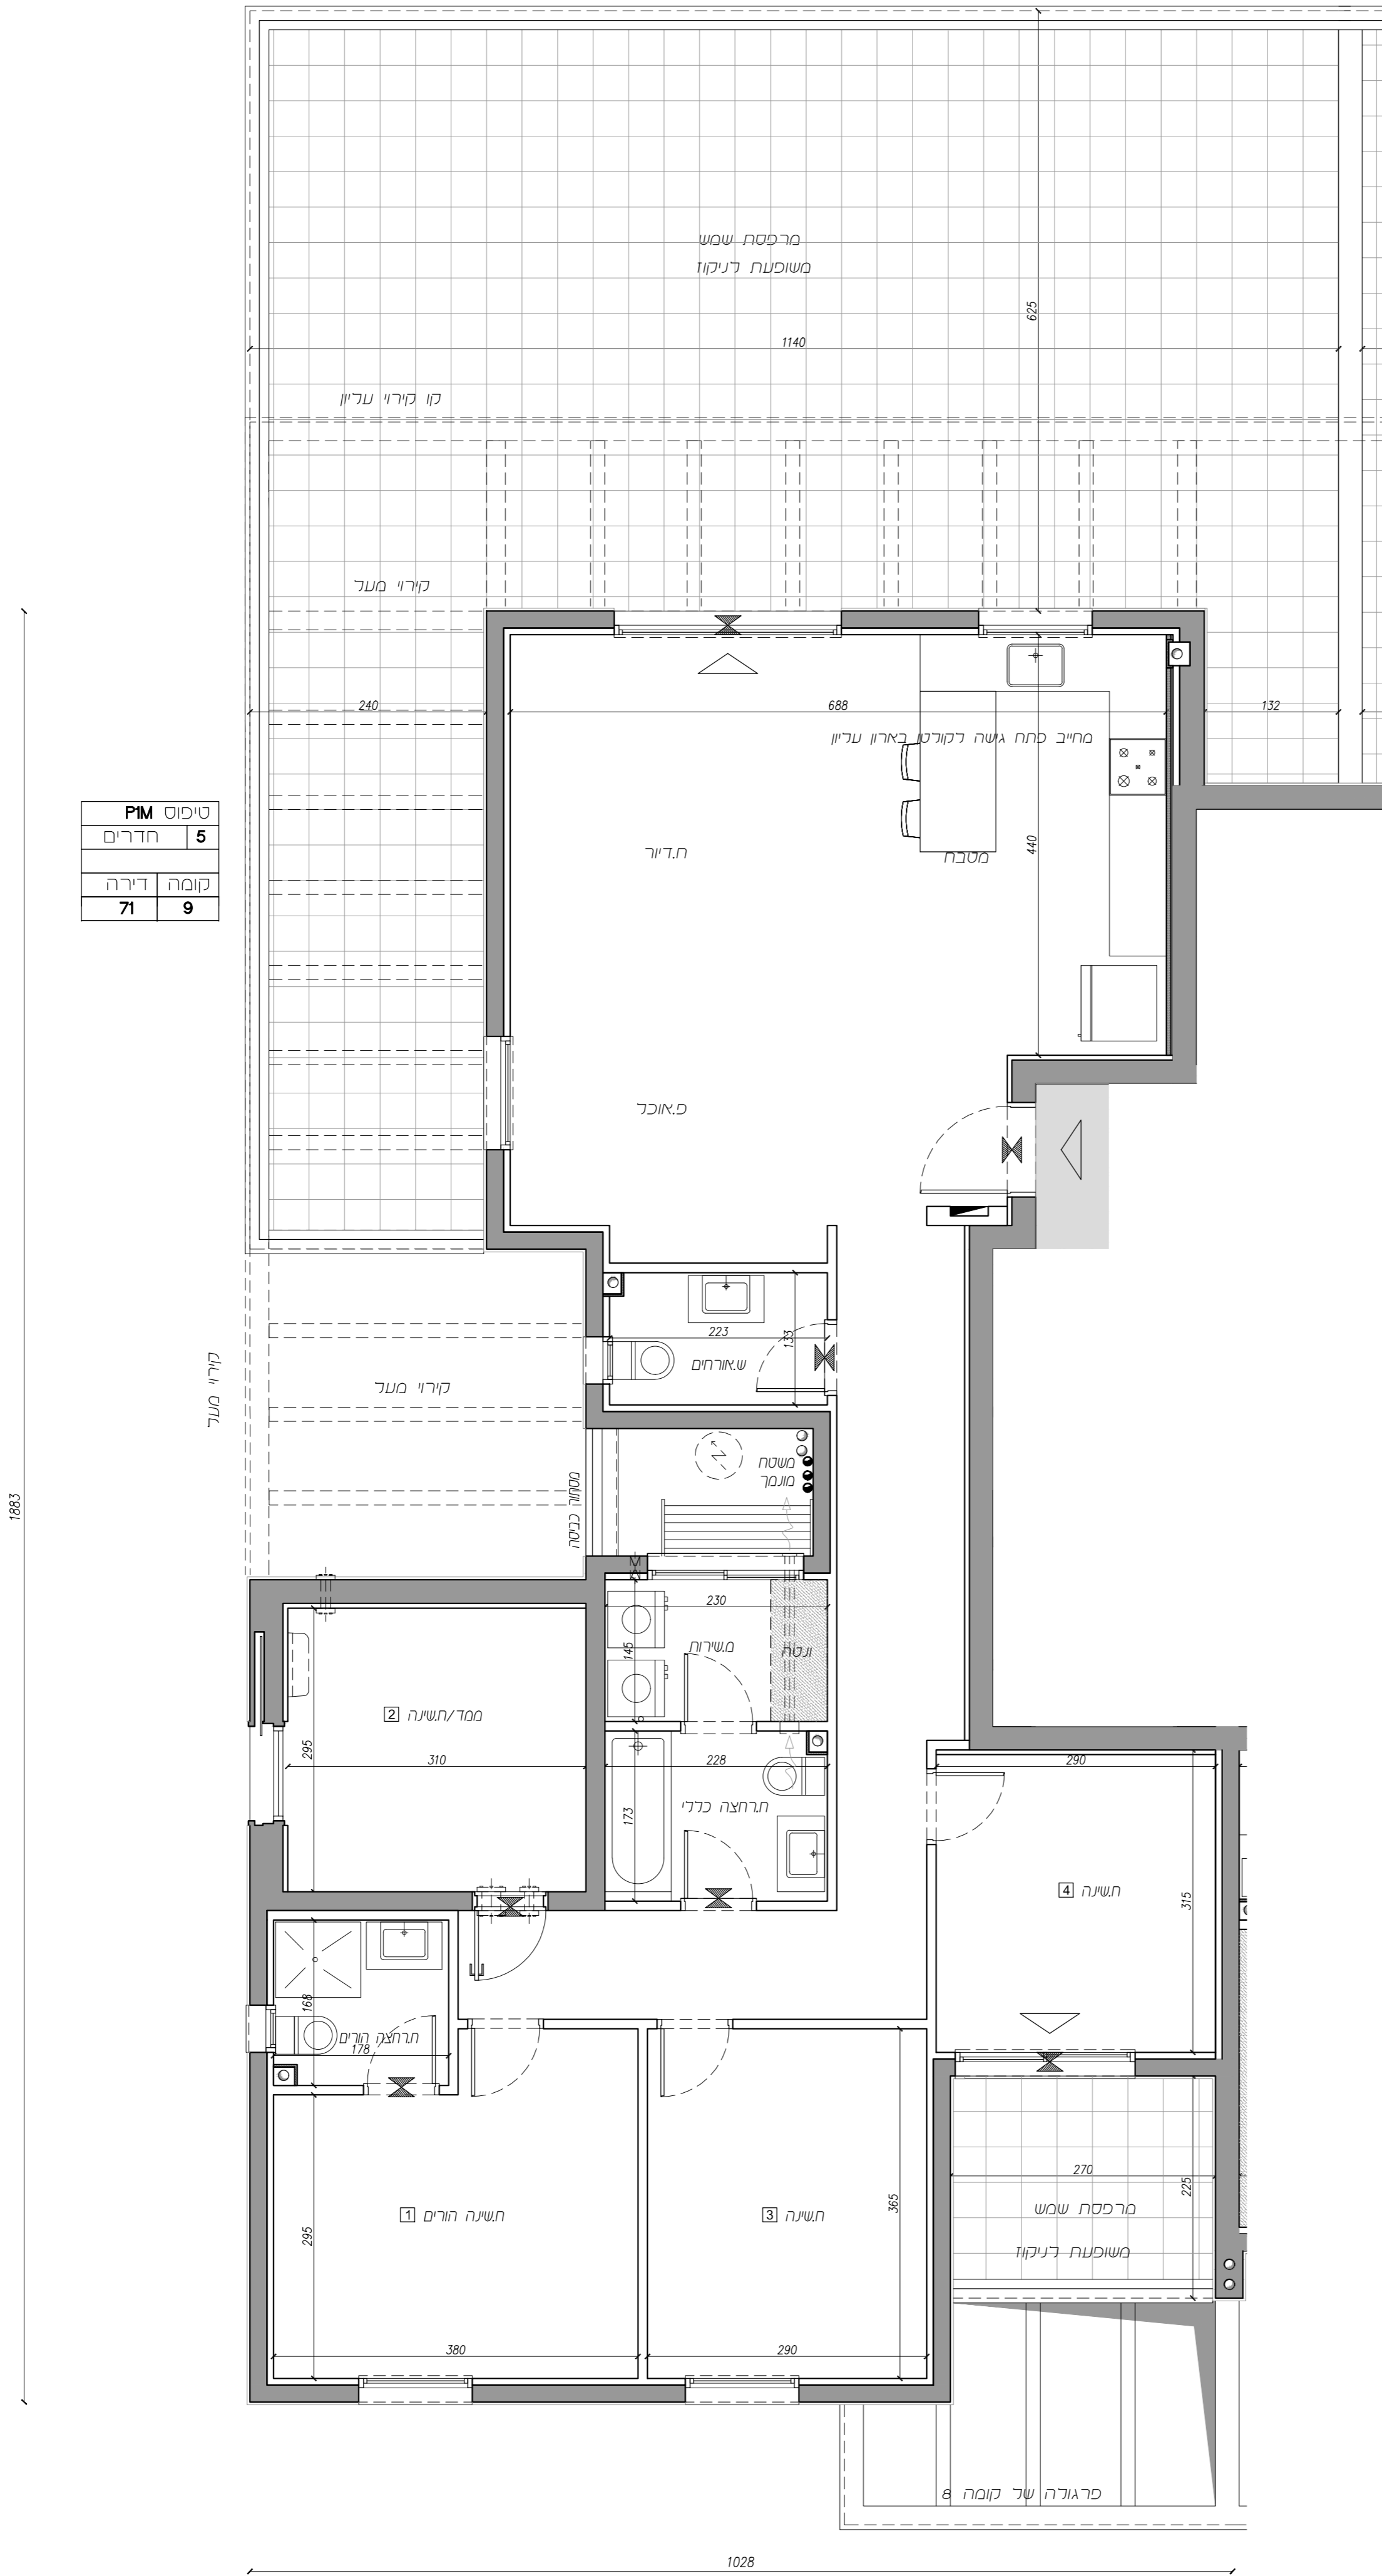 מרפסת שמש
משופעת לניקוז
625
1140
קו קירוי עליון
קירוי מעל
240
688
132
מחייב פתח גישה לקולטן בארון עליון
טיפוס P1M
5 חדרים
קומה דירה
9 71
ח.דיור
מטבח
440
פ.אוכל
223
133
ש.אורחים
קירוי מעל
קירוי מעל
משטח
מונמך
מסתור כביסה
1883
230
145
מ.שירות
ונטה
ממד/ח.שינה 2
295
310
228
173
ח.רחצה כללי
290
ח.שינה 4
315
168
ח.רחצה הורים
178
270
225
מרפסת שמש
משופעת לניקוז
ח.שינה הורים 1
295
380
ח.שינה 3
365
290
פרגולה של קומה 8
1028